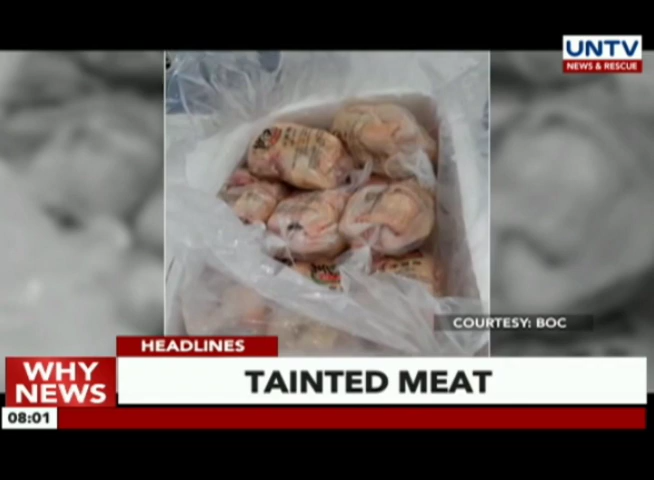 UNTV
NEWS & RESCUE
COURTESY: BOC
HEADLINES
WHY
NEWS
TAINTED MEAT
08:01